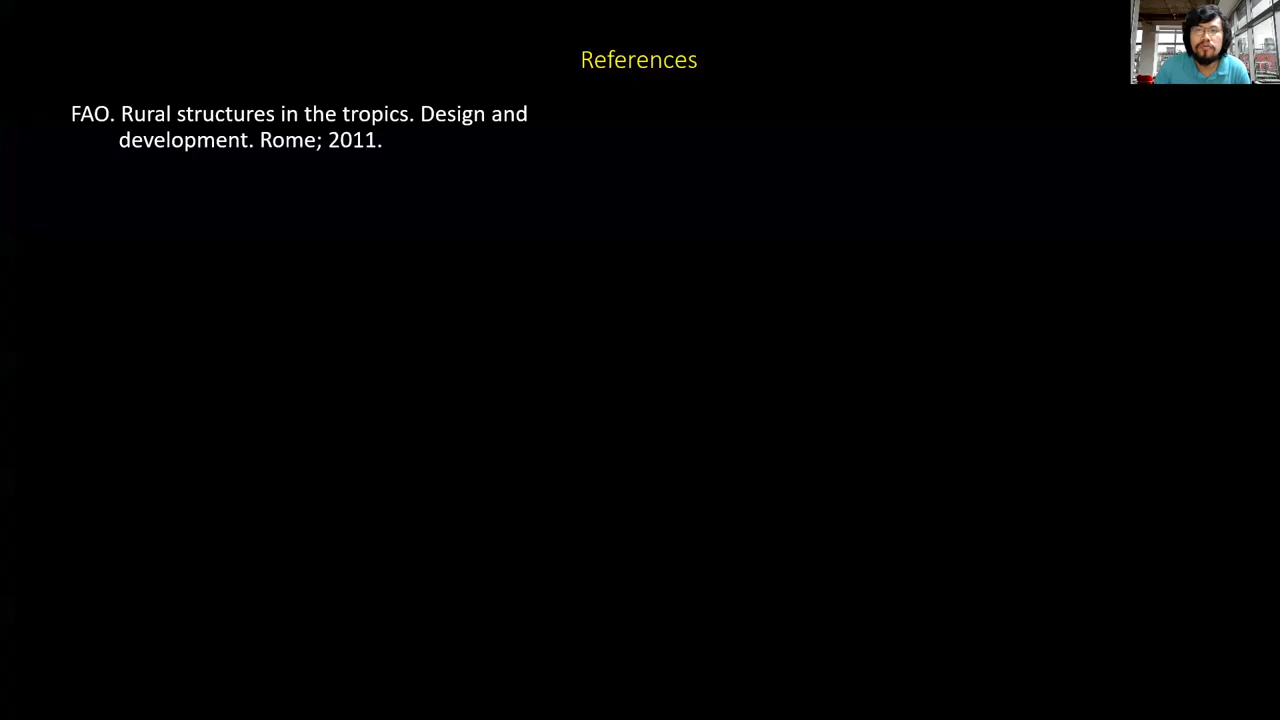 References
FAO. Rural structures in the tropics. Design and
development. Rome; 2011.